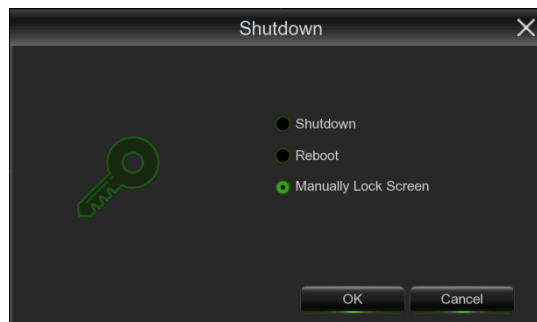 Shutdown
Shutdown
Reboot
Manually Lock Screen
OK
Cancel